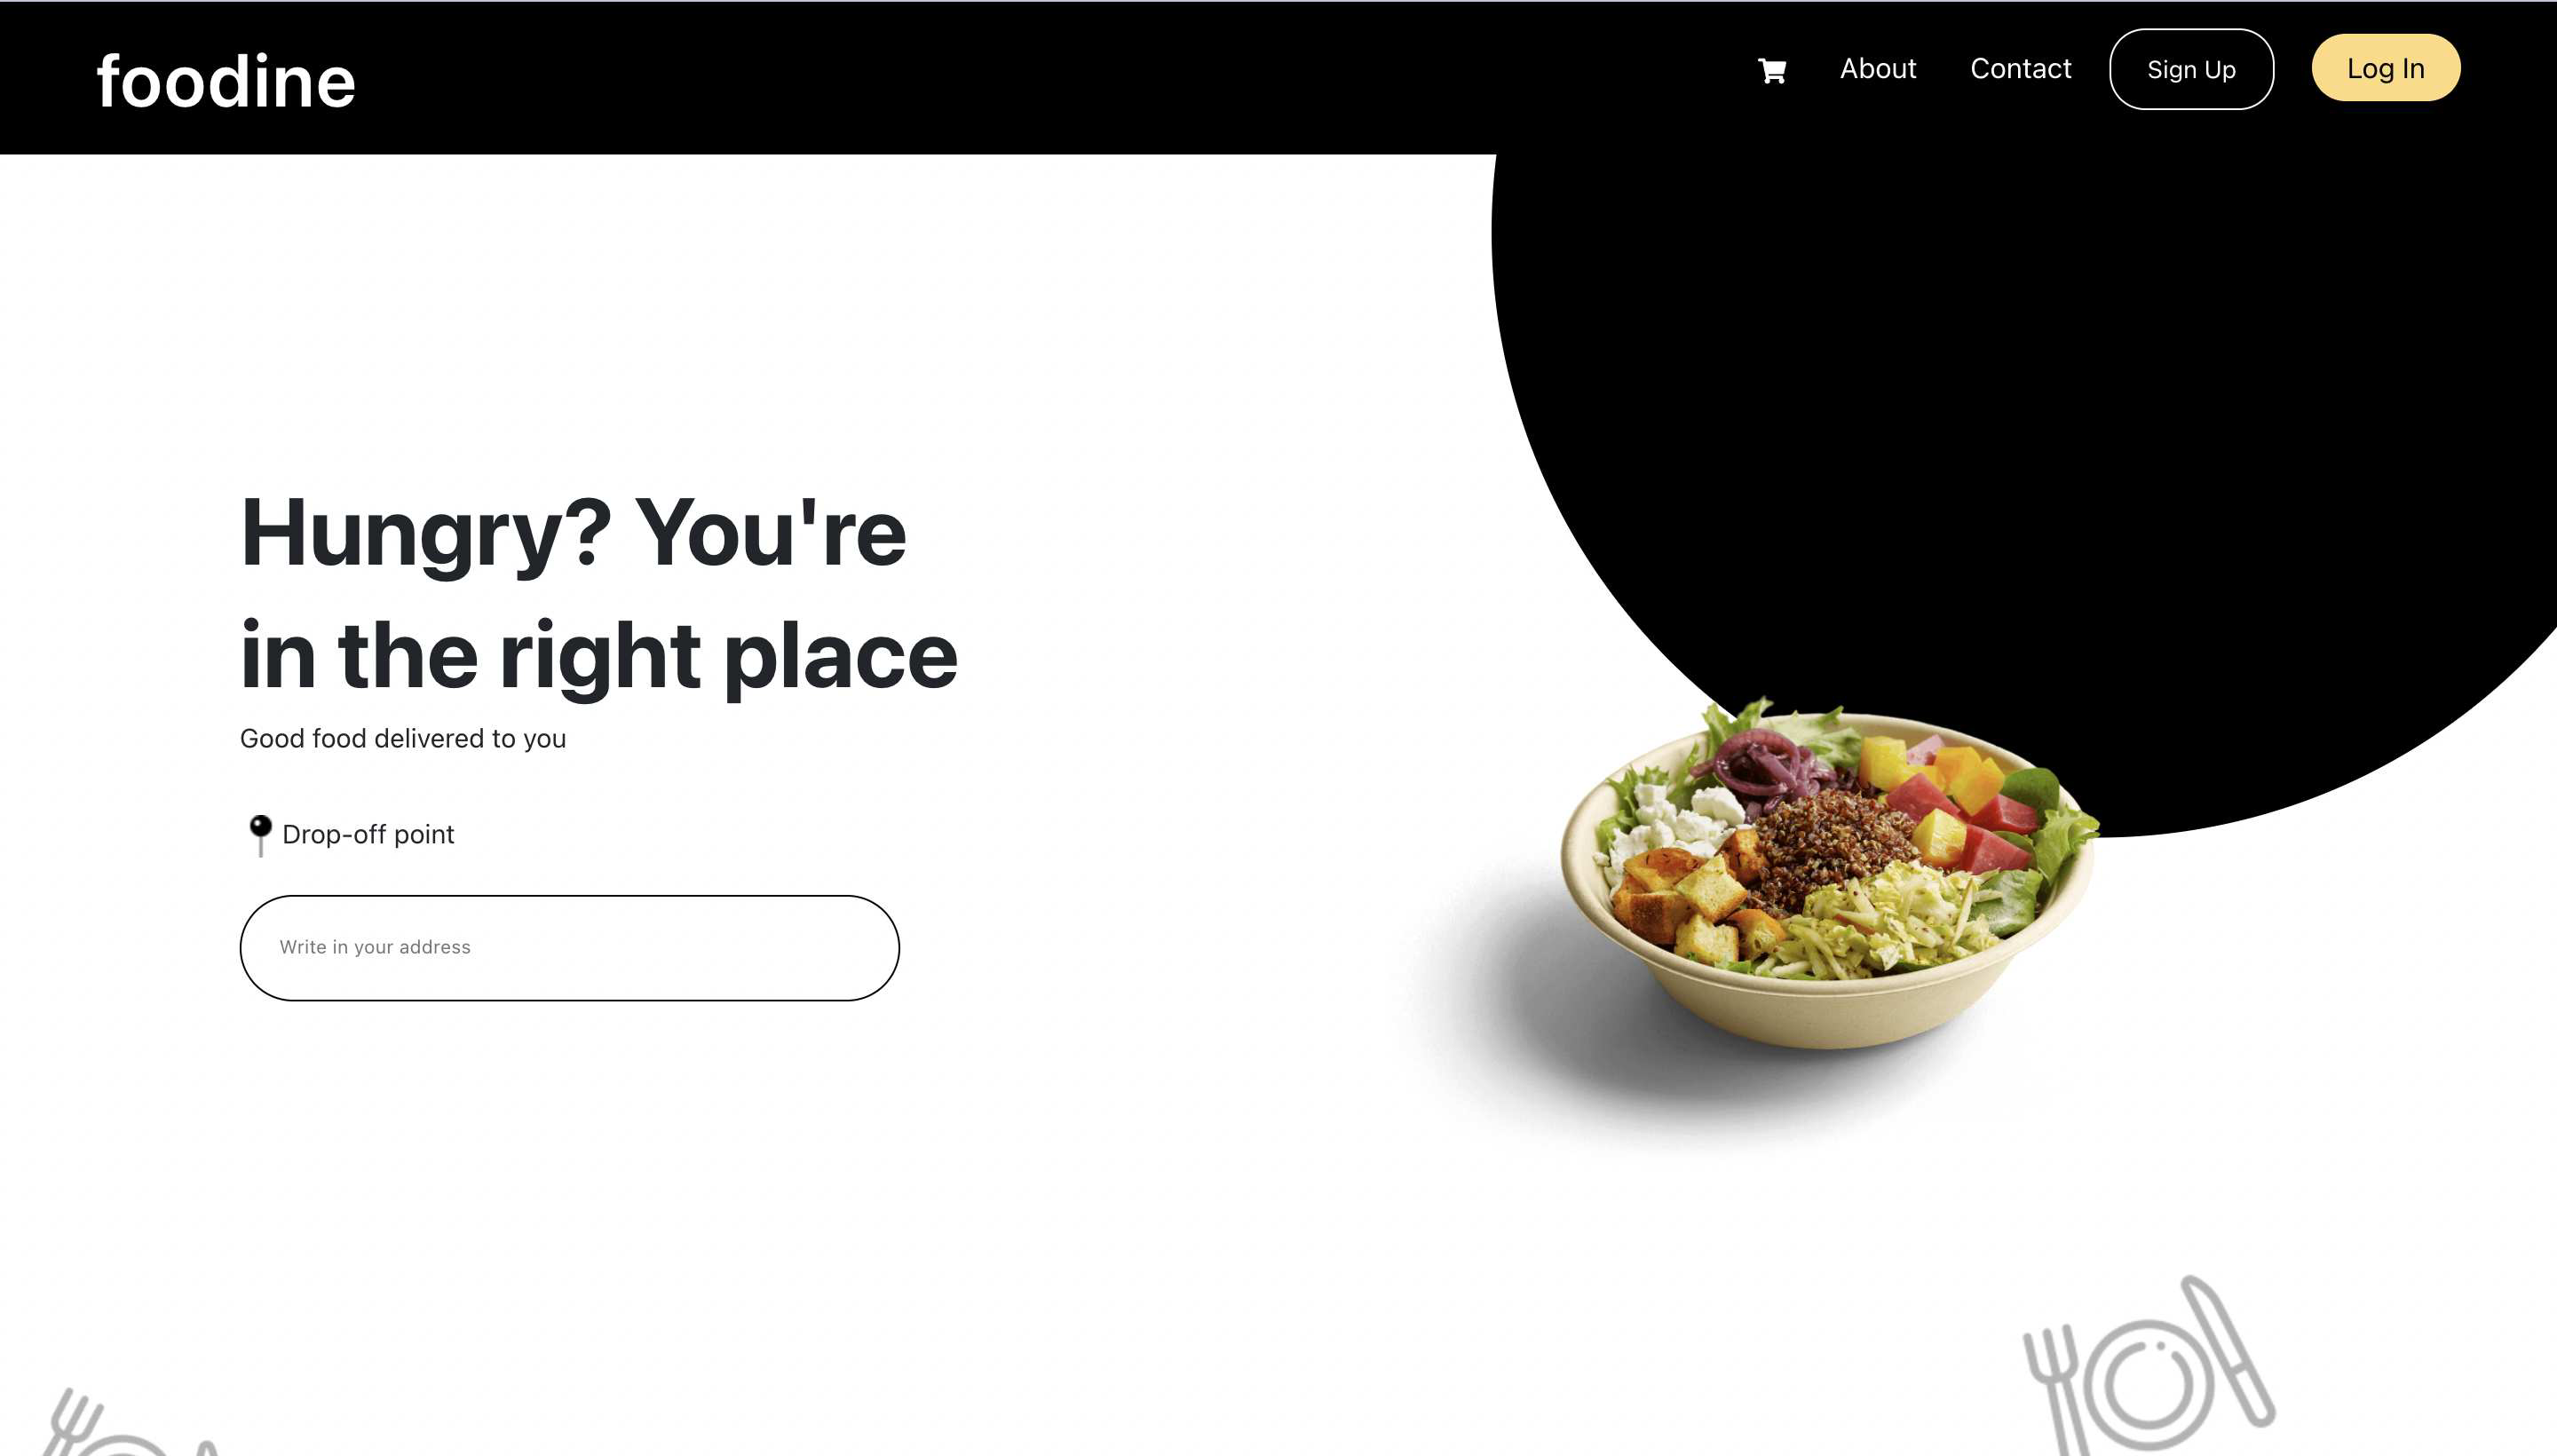 foodine
About
Contact
Sign Up
Log In
Hungry? You're
in the right place
Good food delivered to you
Drop-off point
Write in your address